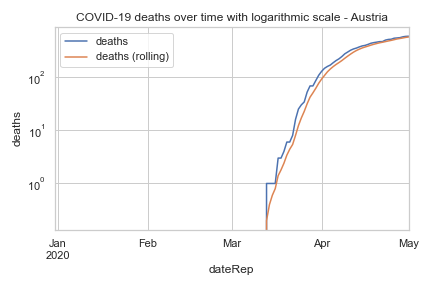 COVID-19 deaths over time with logarithmic scale - Austria
deaths
deaths (rolling)
10²
10¹
10⁰
deaths
Jan Feb Mar Apr May
2020
dateRep